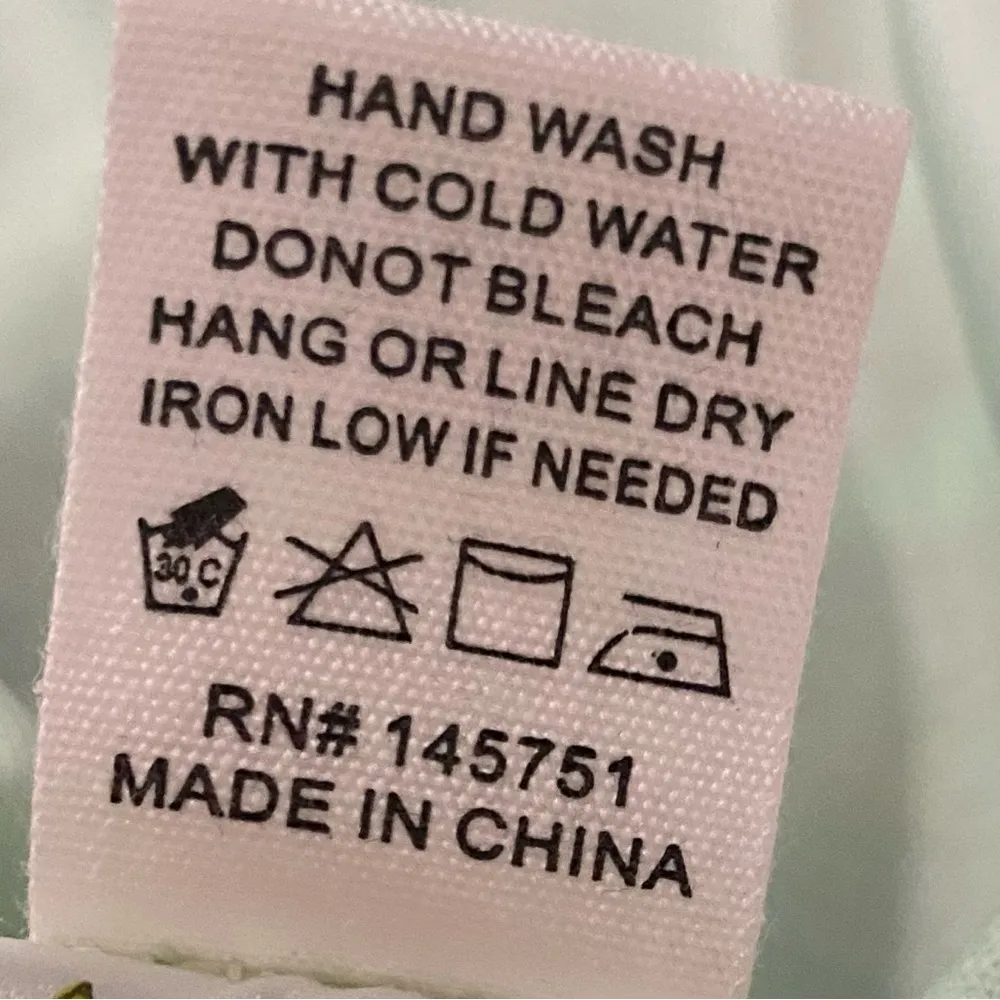 HAND WASH
WITH COLD WATER
DONOT BLEACH
HANG OR LINE DRY
IRON LOW IF NEEDED
30 C
RN# 145751
MADE IN CHINA